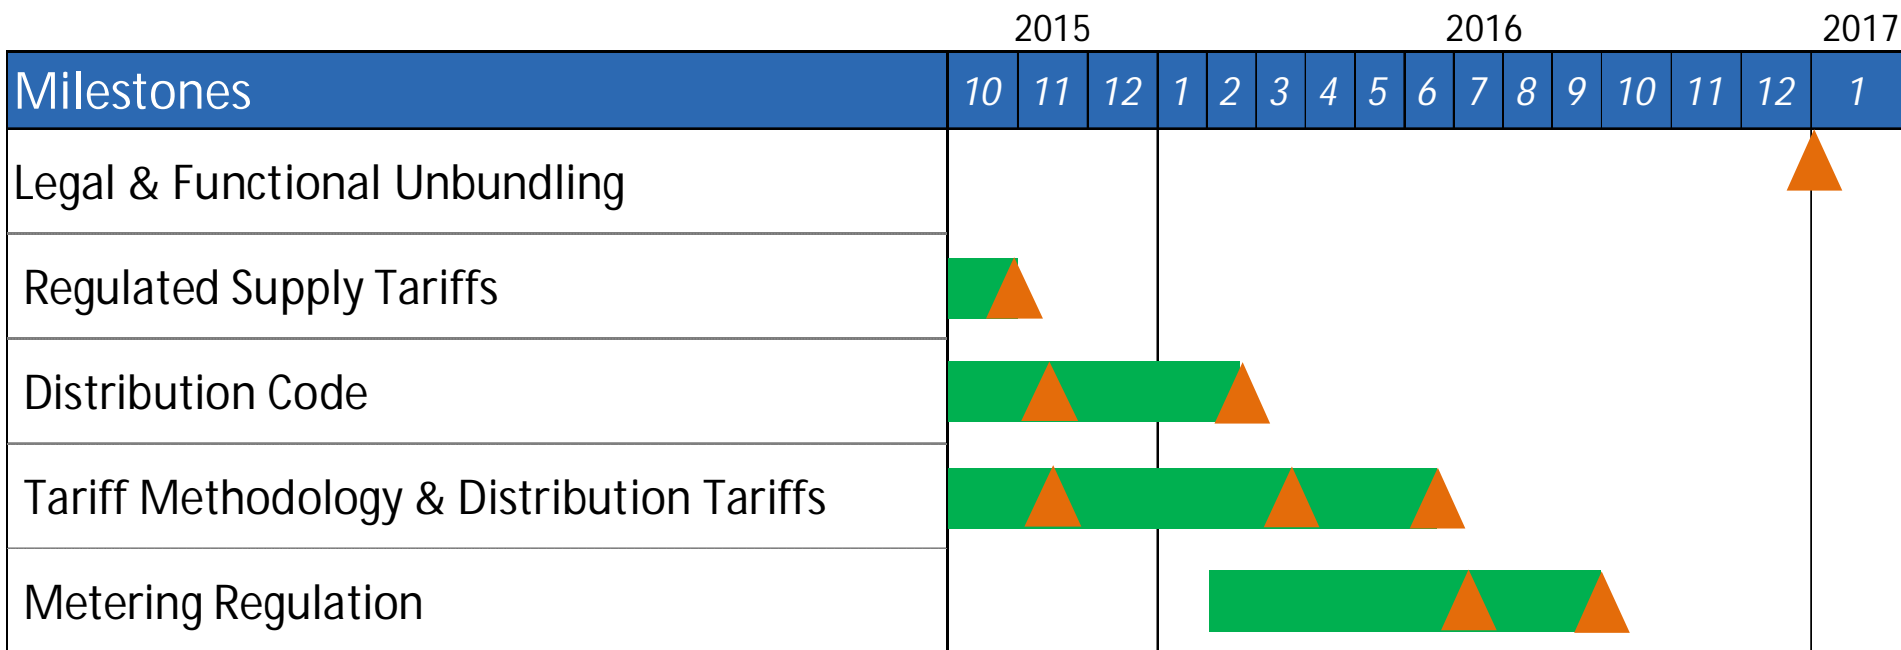 2015 2016 2017
Milestones 10 11 12 1 2 3 4 5 6 7 8 9 10 11 12 1
Legal & Functional Unbundling
Regulated Supply Tariffs
Distribution Code
Tariff Methodology & Distribution Tariffs
Metering Regulation